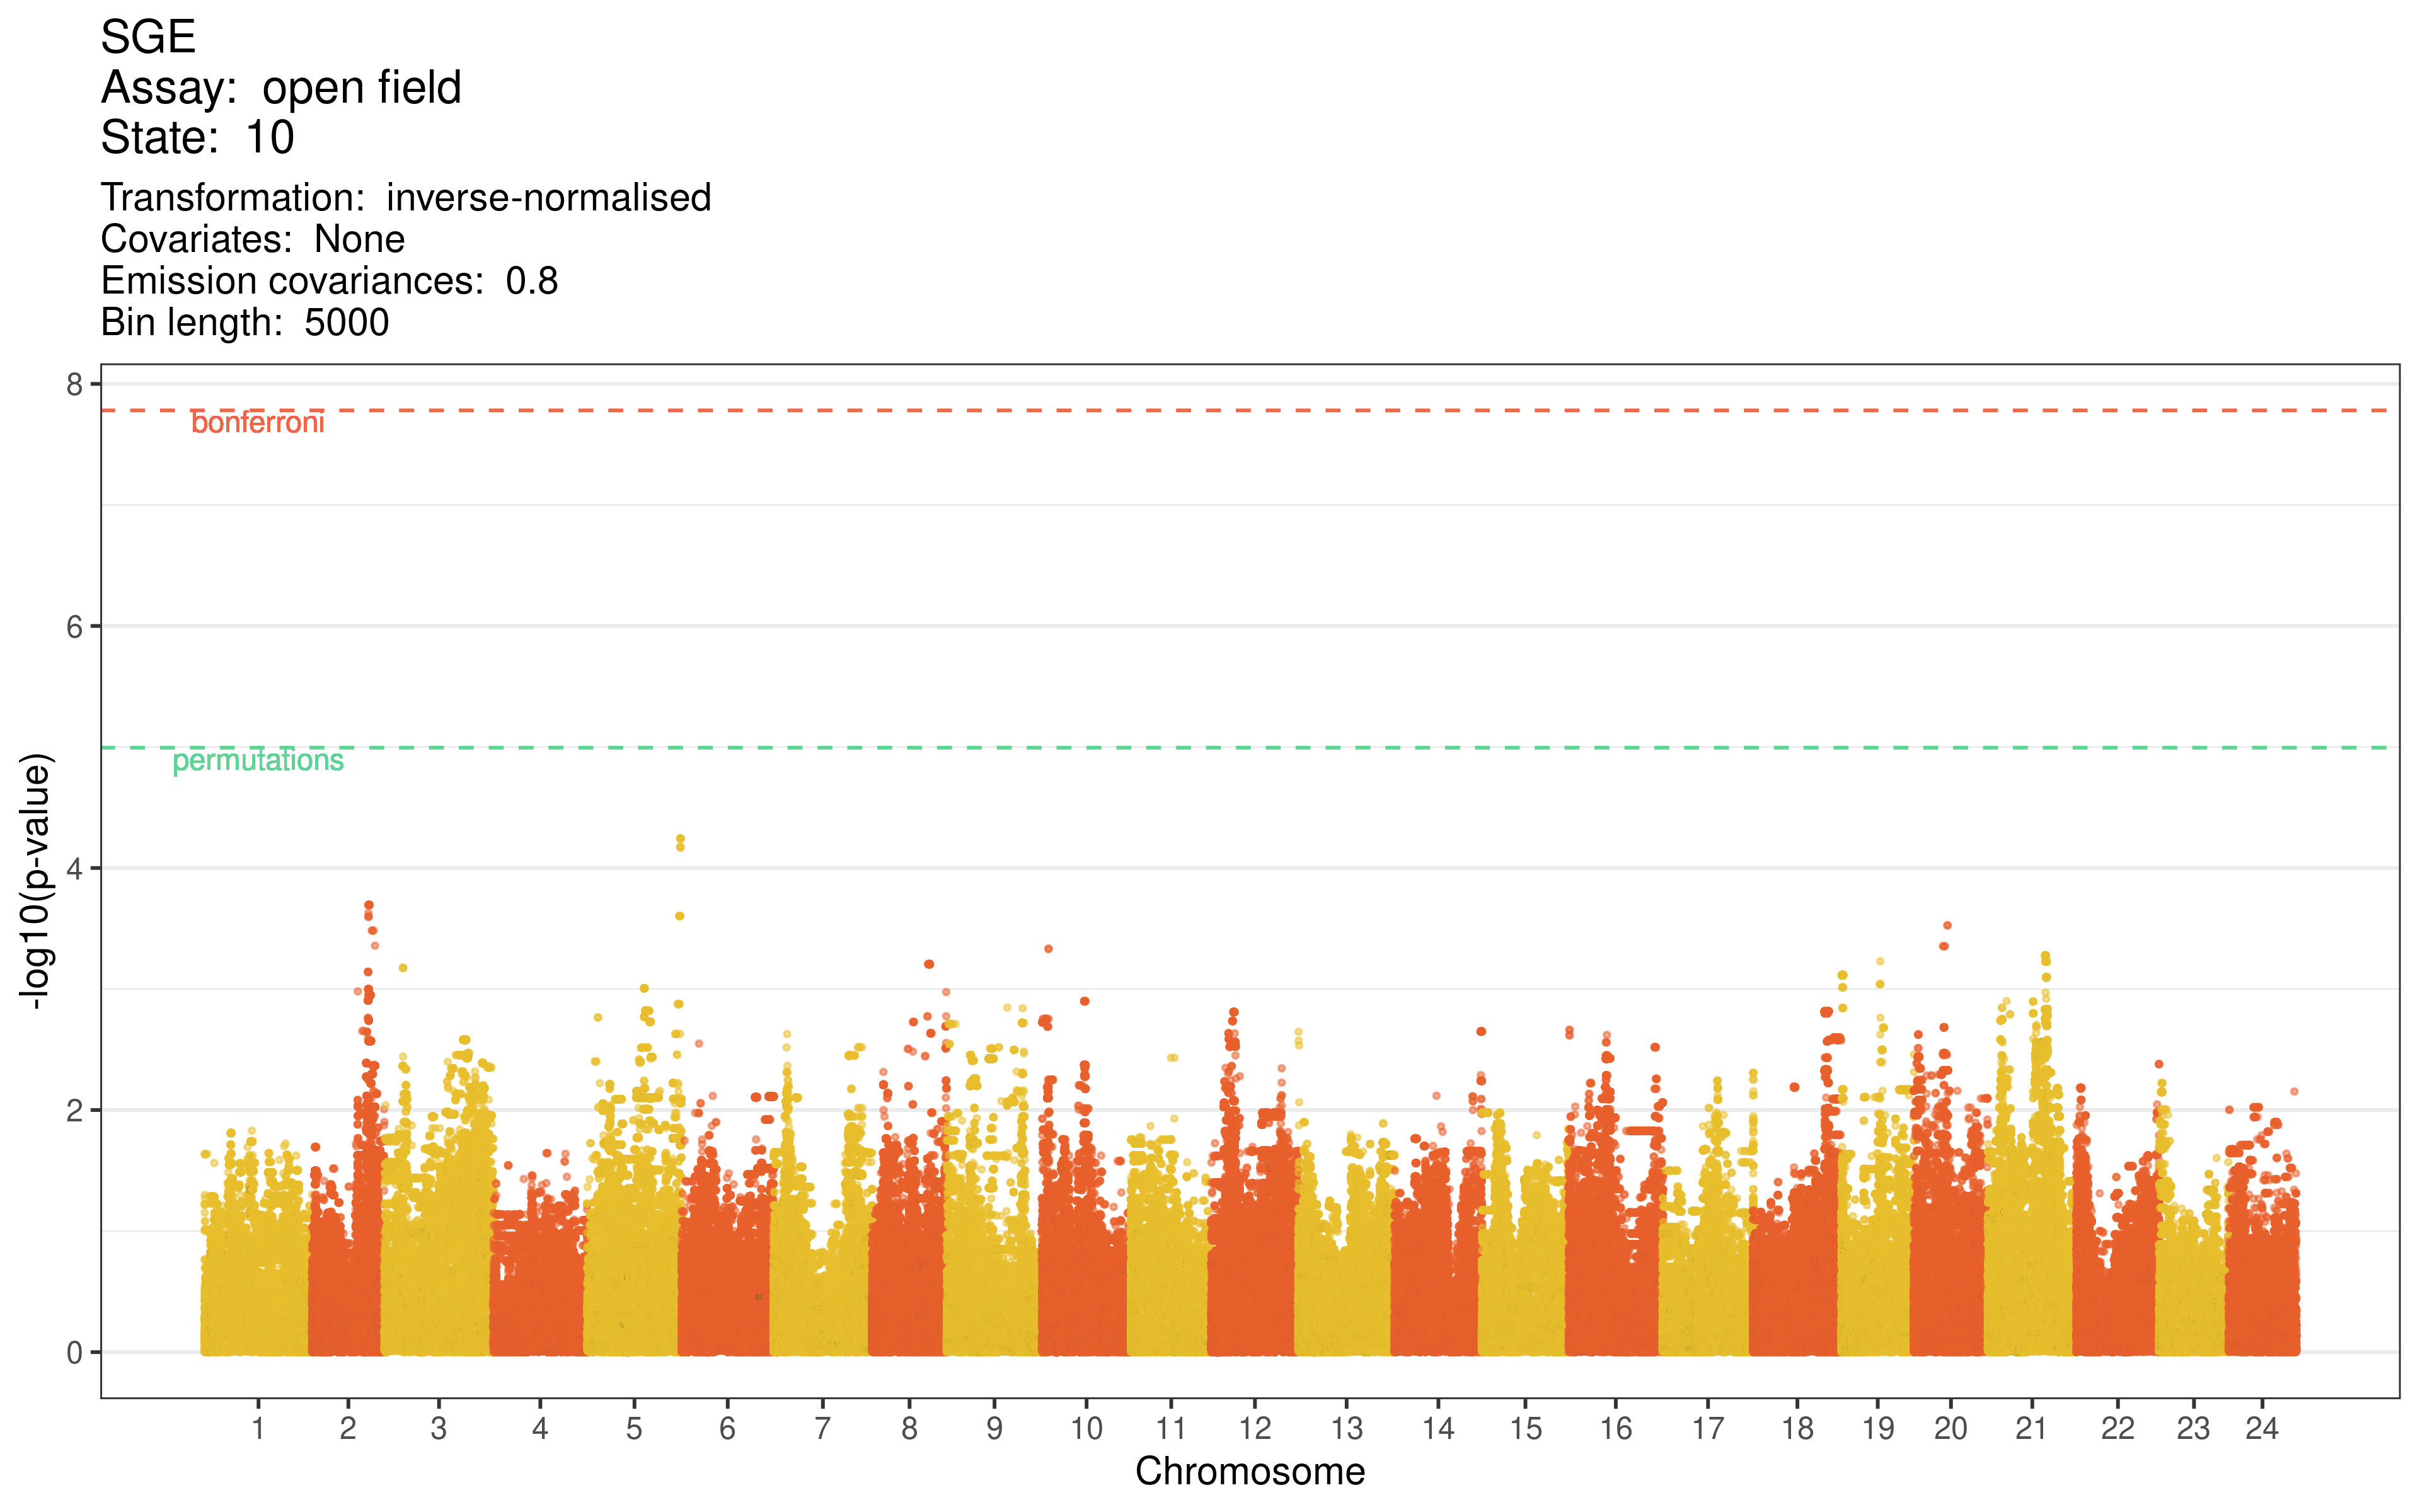 SGE
Assay:  open field
State:  10
Transformation:  inverse-normalised
Covariates:  None
Emission covariances:  0.8
Bin length:  5000
8
bonferroni
6
permutations
-log10(p-value)
4
2
0
1 2 3 4 5 6 7 8 9 10 11 12 13 14 15 16 17 18 19 20 21 22 23 24
Chromosome